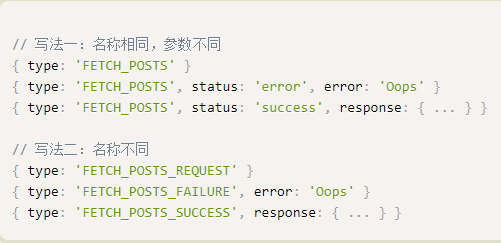 // 写法一：名称相同，参数不同
{ type: 'FETCH_POSTS' }
{ type: 'FETCH_POSTS', status: 'error', error: 'Oops' }
{ type: 'FETCH_POSTS', status: 'success', response: { ... } }
// 写法二：名称不同
{ type: 'FETCH_POSTS_REQUEST' }
{ type: 'FETCH_POSTS_FAILURE', error: 'Oops' }
{ type: 'FETCH_POSTS_SUCCESS', response: { ... } }